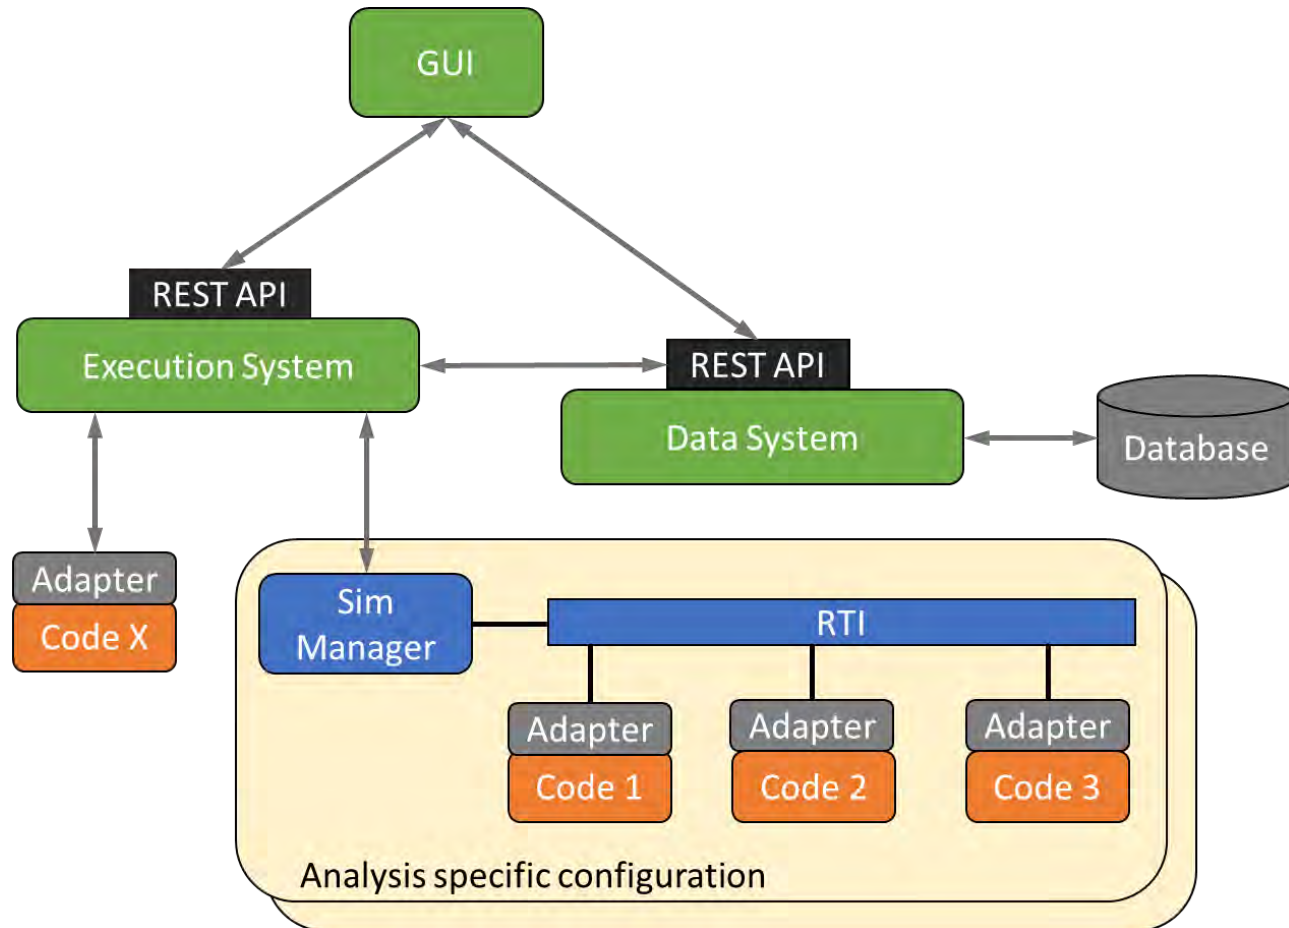 GUI
REST API
Execution System
REST API
Data System
Database
Adapter
Code X
Sim
Manager
RTI
Adapter
Adapter
Adapter
Code 1
Code 2
Code 3
Analysis specific configuration